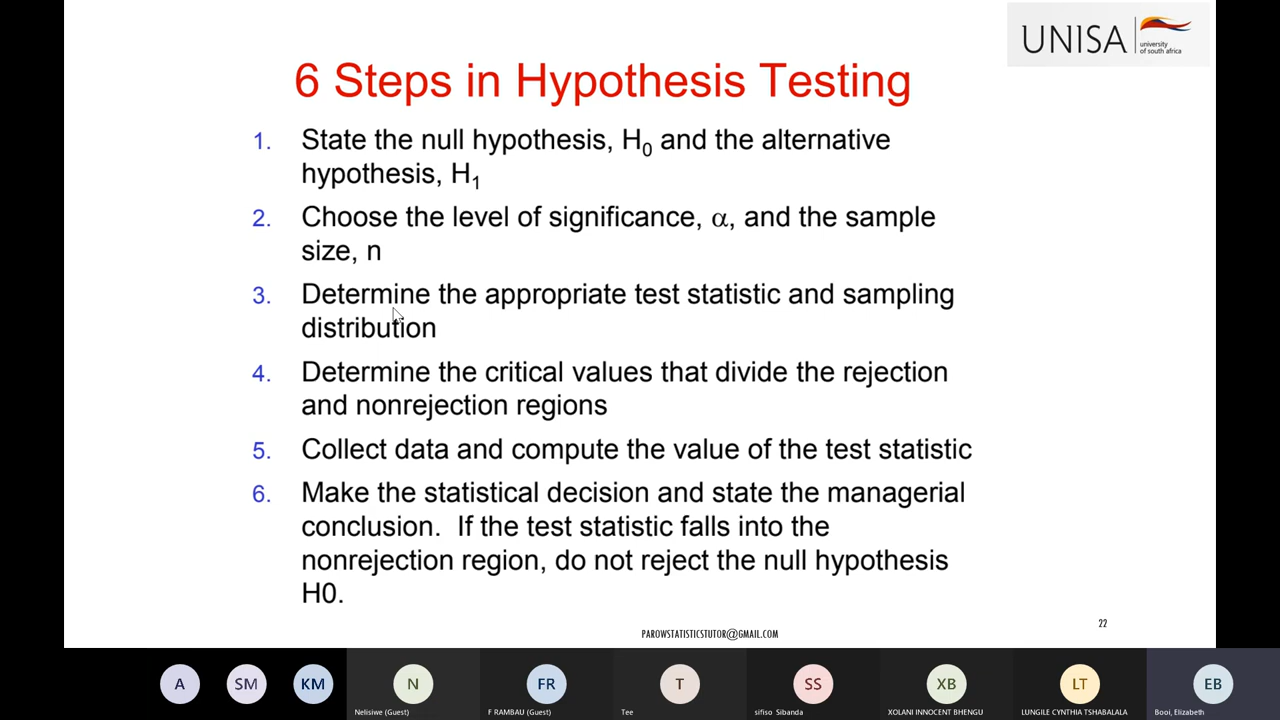 UNISA
university
of south africa
6 Steps in Hypothesis Testing
1. State the null hypothesis, H0 and the alternative
hypothesis, H1
2. Choose the level of significance, α, and the sample
size, n
3. Determine the appropriate test statistic and sampling
distribution
4. Determine the critical values that divide the rejection
and nonrejection regions
5. Collect data and compute the value of the test statistic
6. Make the statistical decision and state the managerial
conclusion. If the test statistic falls into the
nonrejection region, do not reject the null hypothesis
H0.
22
PAROWSTATISTICSTUTOR@GMAIL.COM
A
SM
KM
N
FR
T
SS
XB
LT
EB
Nelisiwe (Guest)
F RAMBAU (Guest)
Tee
sifiso Sibanda
XOLANI INNOCENT BHENGU
LUNGILE CYNTHIA TSHABALALA
Booi, Elizabeth